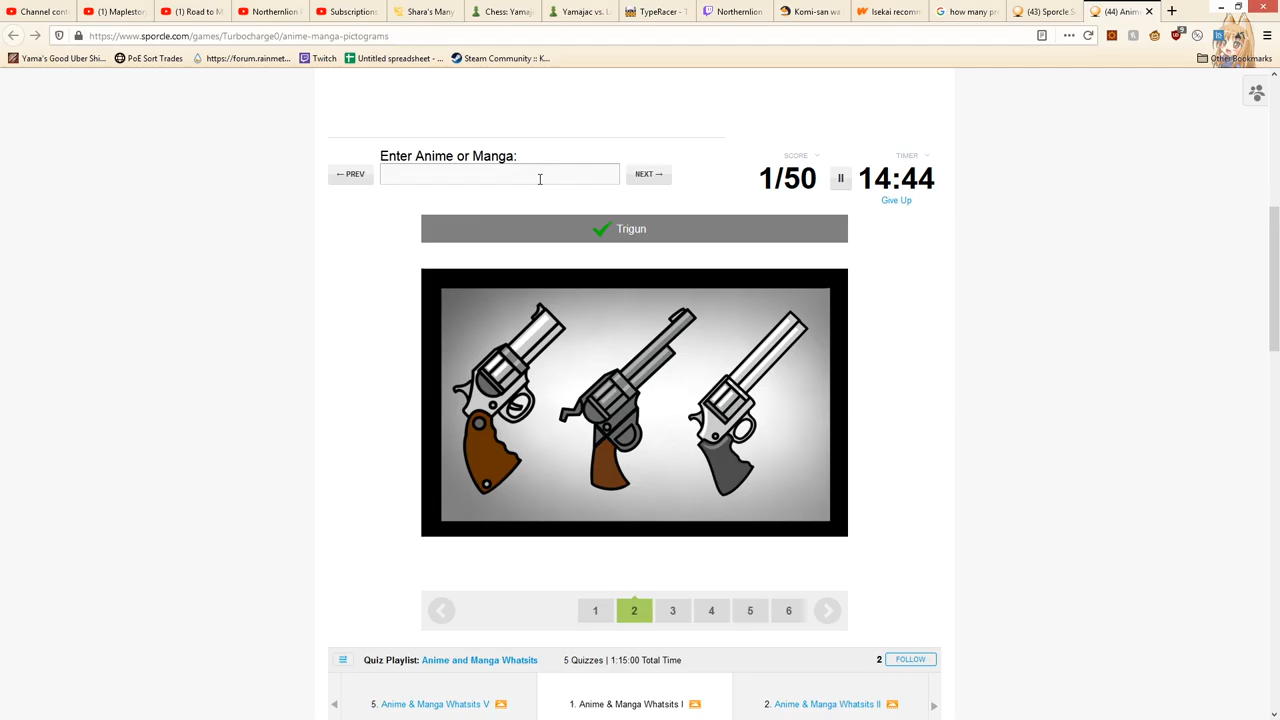 Channel cont
(1) Maplestor
(1) Road to M
Northernlion
Subscriptions
Shara's Many
Chess: Yamaj
Yamajac vs. L
TypeRacer - T
Northernlion
Komi-san wa
Isekai recomm
how many pr
(43) Sporcle S
(44) Anim
https://www.sporcle.com/games/Turbocharge0/anime-manga-pictograms
Yama's Good Uber Shi...
PoE Sort Trades
https://forum.rainmet...
Twitch
Untitled spreadsheet - ...
Steam Community :: K...
Other Bookmarks
Enter Anime or Manga:
← PREV
NEXT →
SCORE
1/50
TIMER
14:44
Give Up
Trigun
1 2 3 4 5 6
Quiz Playlist: Anime and Manga Whatsits 5 Quizzes | 1:15:00 Total Time 2 FOLLOW
5. Anime & Manga Whatsits V
1. Anime & Manga Whatsits I
2. Anime & Manga Whatsits II